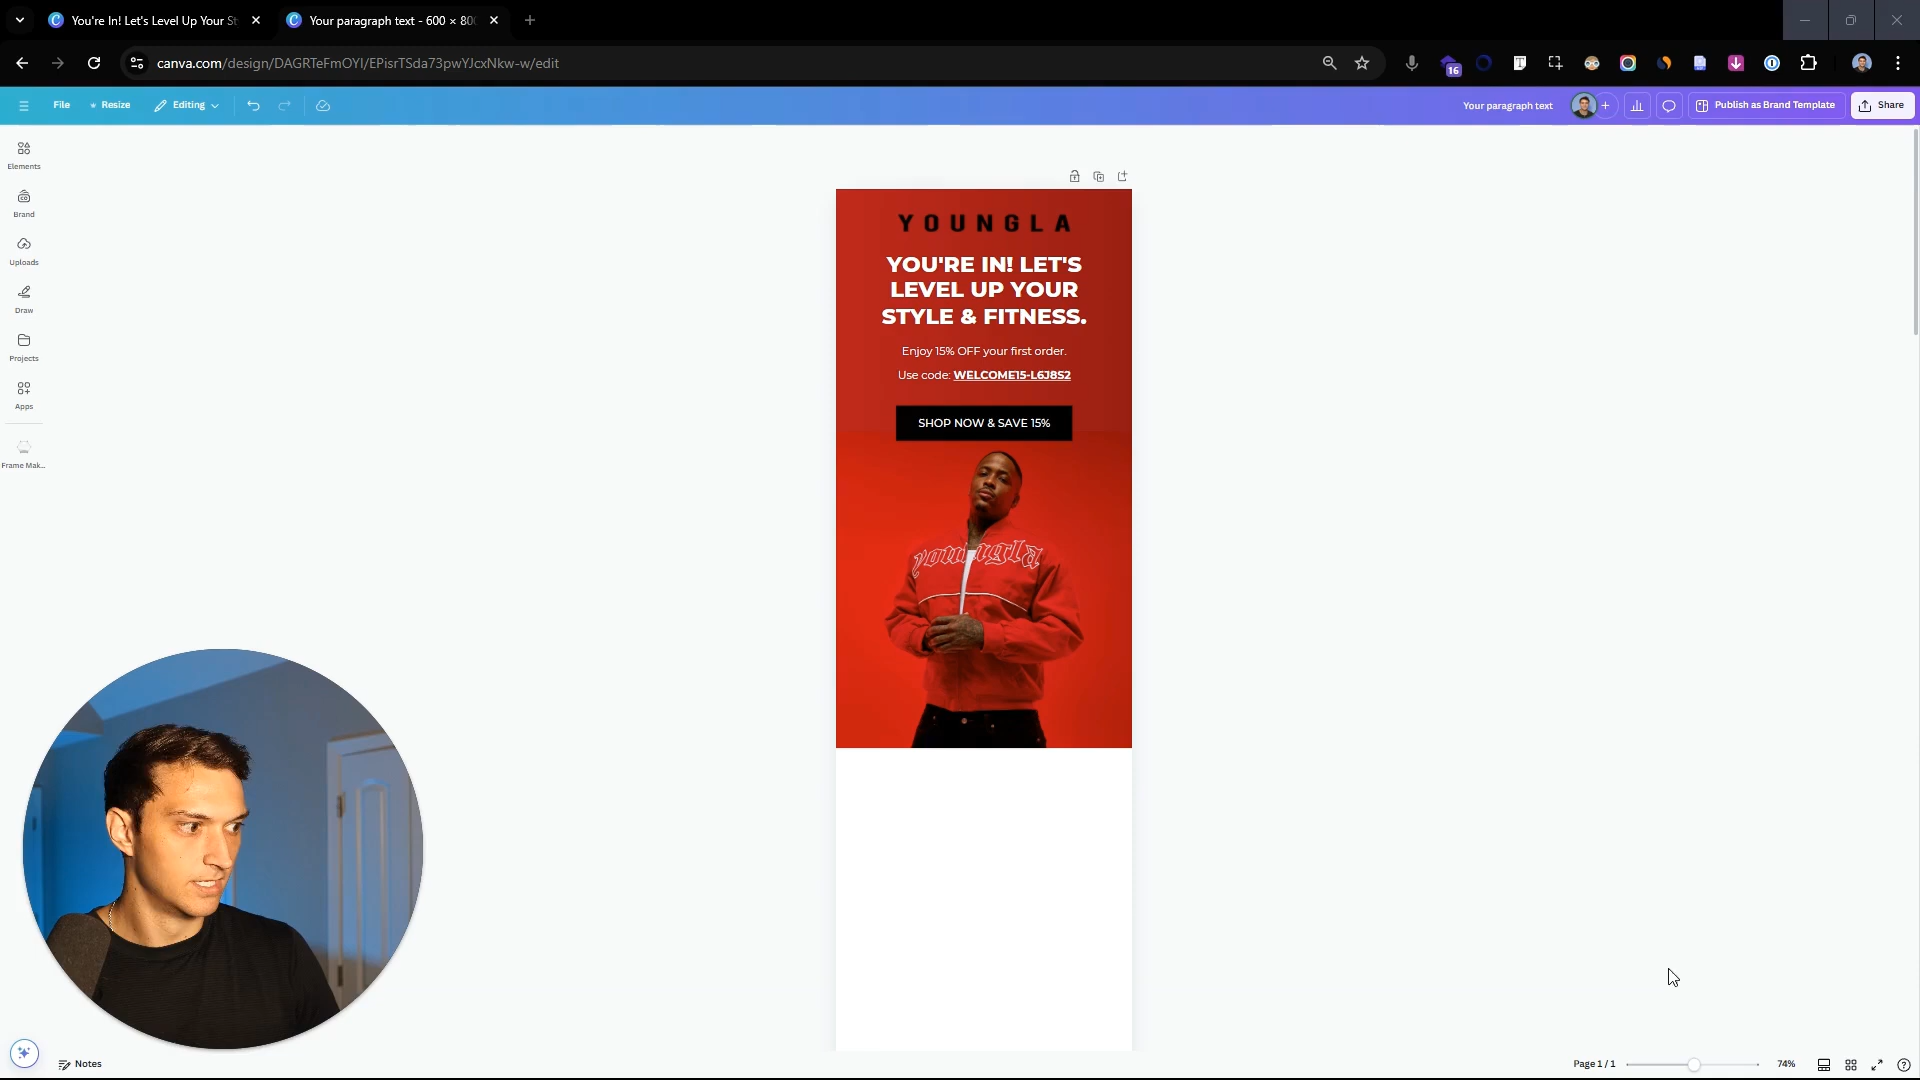 You're In! Let's Level Up Your St
Your paragraph text - 600 × 80
canva.com/design/DAGRTeFmOYI/EPisrTSda73pwYJcxNkw-w/edit
16
File
Resize
Editing
Your paragraph text
Publish as Brand Template
Share
Elements
Brand
Uploads
Draw
Projects
Apps
Frame Mak...
YOUNGLA
YOU'RE IN! LET'S
LEVEL UP YOUR
STYLE & FITNESS.
Enjoy 15% OFF your first order.
Use code: WELCOME15-L6J8S2
SHOP NOW & SAVE 15%
youngla
Notes
Page 1 / 1
74%